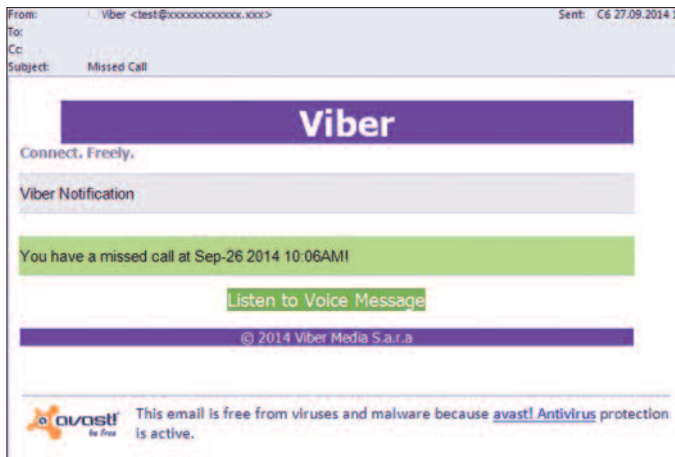 From: Viber <test@xxxxxxxxxxxx.xxx> Sent: Сб 27.09.2014 1
To:
Cc:
Subject: Missed Call
Viber
Connect. Freely.
Viber Notification
You have a missed call at Sep-26 2014 10:06AM!
Listen to Voice Message
© 2014 Viber Media S.a.r.a
avast! This email is free from viruses and malware because avast! Antivirus protection
be free is active.